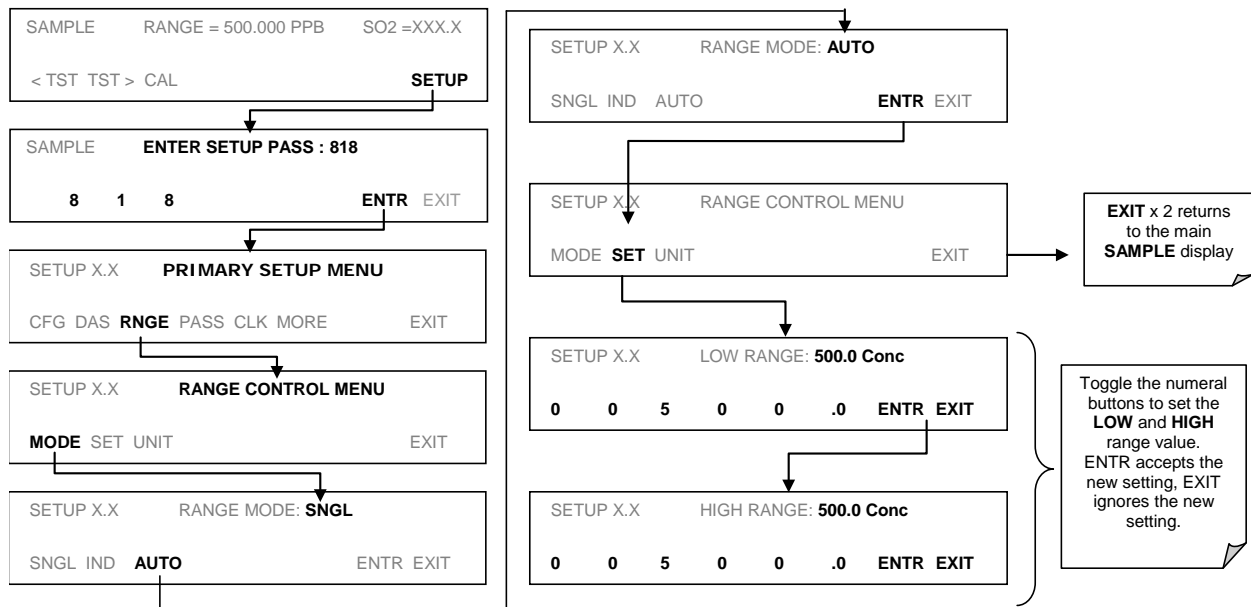 SAMPLE RANGE = 500.000 PPB SO2 =XXX.X
< TST TST > CAL SETUP
SAMPLE ENTER SETUP PASS : 818
8 1 8 ENTR EXIT
SETUP X.X PRIMARY SETUP MENU
CFG DAS RNGE PASS CLK MORE EXIT
SETUP X.X RANGE CONTROL MENU
MODE SET UNIT EXIT
SETUP X.X RANGE MODE: SNGL
SNGL IND AUTO ENTR EXIT
SETUP X.X RANGE MODE: AUTO
SNGL IND AUTO ENTR EXIT
SETUP X.X RANGE CONTROL MENU
MODE SET UNIT EXIT
EXIT x 2 returns
to the main
SAMPLE display
SETUP X.X LOW RANGE: 500.0 Conc
0 0 5 0 0 .0 ENTR EXIT
SETUP X.X HIGH RANGE: 500.0 Conc
0 0 5 0 0 .0 ENTR EXIT
Toggle the numeral
buttons to set the
LOW and HIGH
range value.
ENTR accepts the
new setting, EXIT
ignores the new
setting.